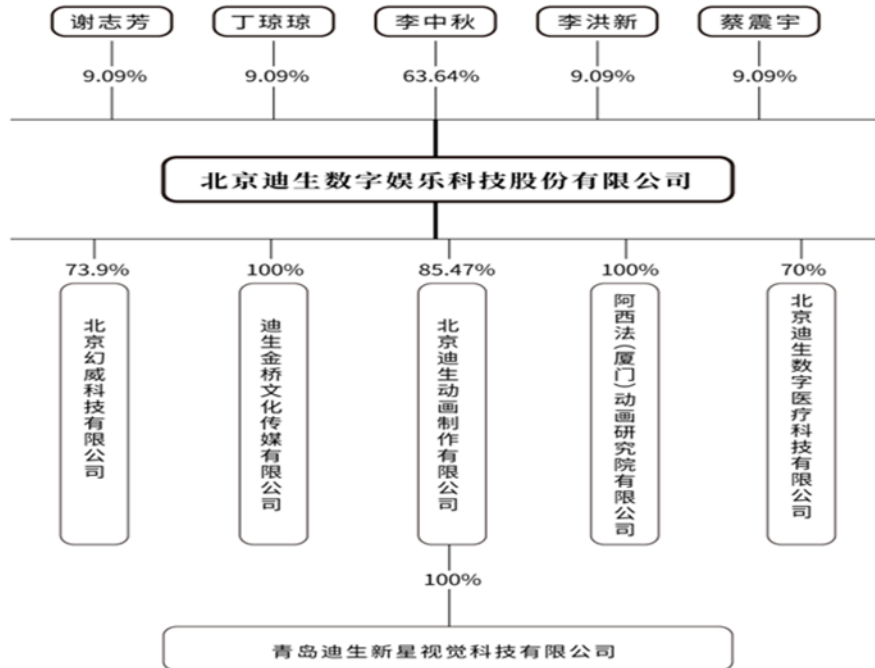 谢志芳
丁琼琼
李中秋
李洪新
蔡震宇
9.09%
9.09%
63.64%
9.09%
9.09%
北京迪生数字娱乐科技股份有限公司
73.9%
100%
85.47%
100%
70%
北京幻威科技有限公司
迪生金桥文化传媒有限公司
北京迪生动画制作有限公司
阿西法(厦门)动画研究院有限公司
北京迪生数字医疗科技有限公司
100%
青岛迪生新星视觉科技有限公司